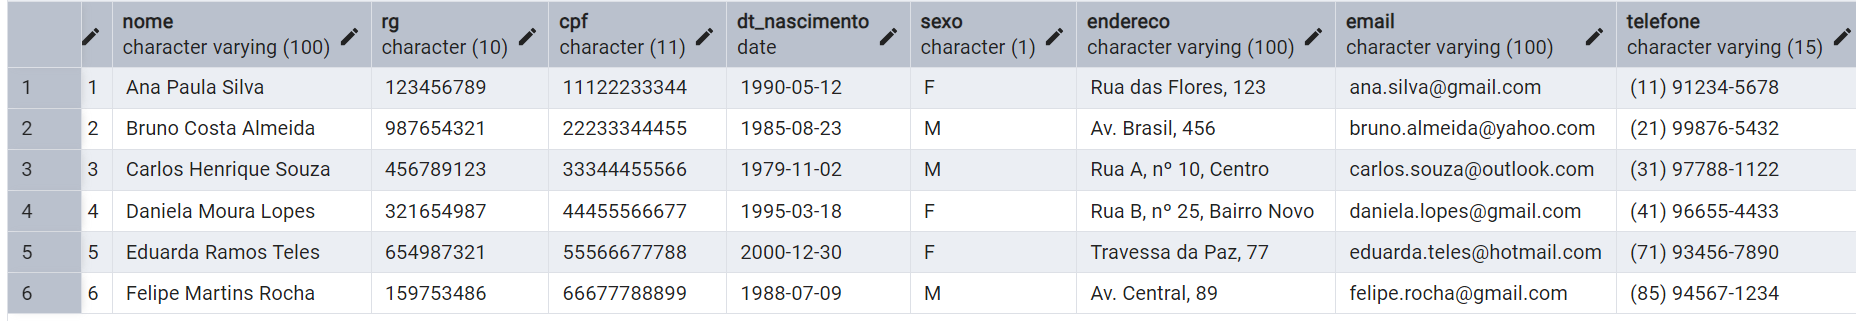 nome rg cpf dt_nascimento sexo endereco email telefone
character varying (100) character (10) character (11) date character (1) character varying (100) character varying (100) character varying (15)
1 1 Ana Paula Silva 123456789 11122233344 1990-05-12 F Rua das Flores, 123 ana.silva@gmail.com (11) 91234-5678
2 2 Bruno Costa Almeida 987654321 22233344455 1985-08-23 M Av. Brasil, 456 bruno.almeida@yahoo.com (21) 99876-5432
3 3 Carlos Henrique Souza 456789123 33344455566 1979-11-02 M Rua A, nº 10, Centro carlos.souza@outlook.com (31) 97788-1122
4 4 Daniela Moura Lopes 321654987 44455566677 1995-03-18 F Rua B, nº 25, Bairro Novo daniela.lopes@gmail.com (41) 96655-4433
5 5 Eduarda Ramos Teles 654987321 55566677788 2000-12-30 F Travessa da Paz, 77 eduarda.teles@hotmail.com (71) 93456-7890
6 6 Felipe Martins Rocha 159753486 66677788899 1988-07-09 M Av. Central, 89 felipe.rocha@gmail.com (85) 94567-1234